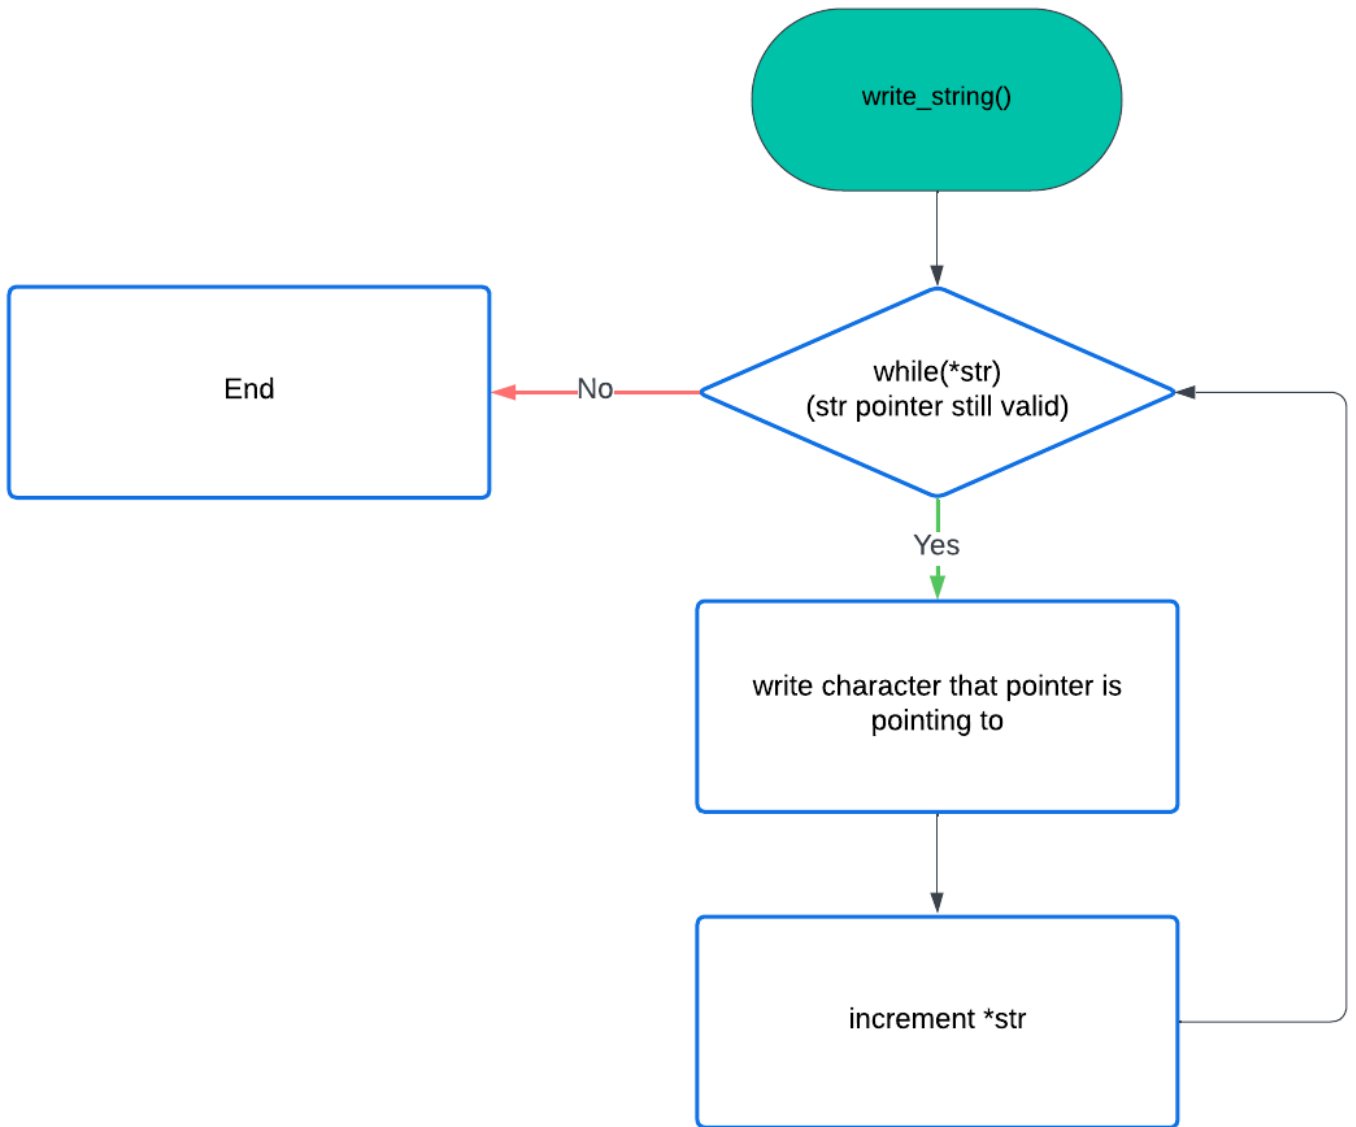 write_string()
while(*str)
(str pointer still valid)
No
End
Yes
write character that pointer is
pointing to
increment *str